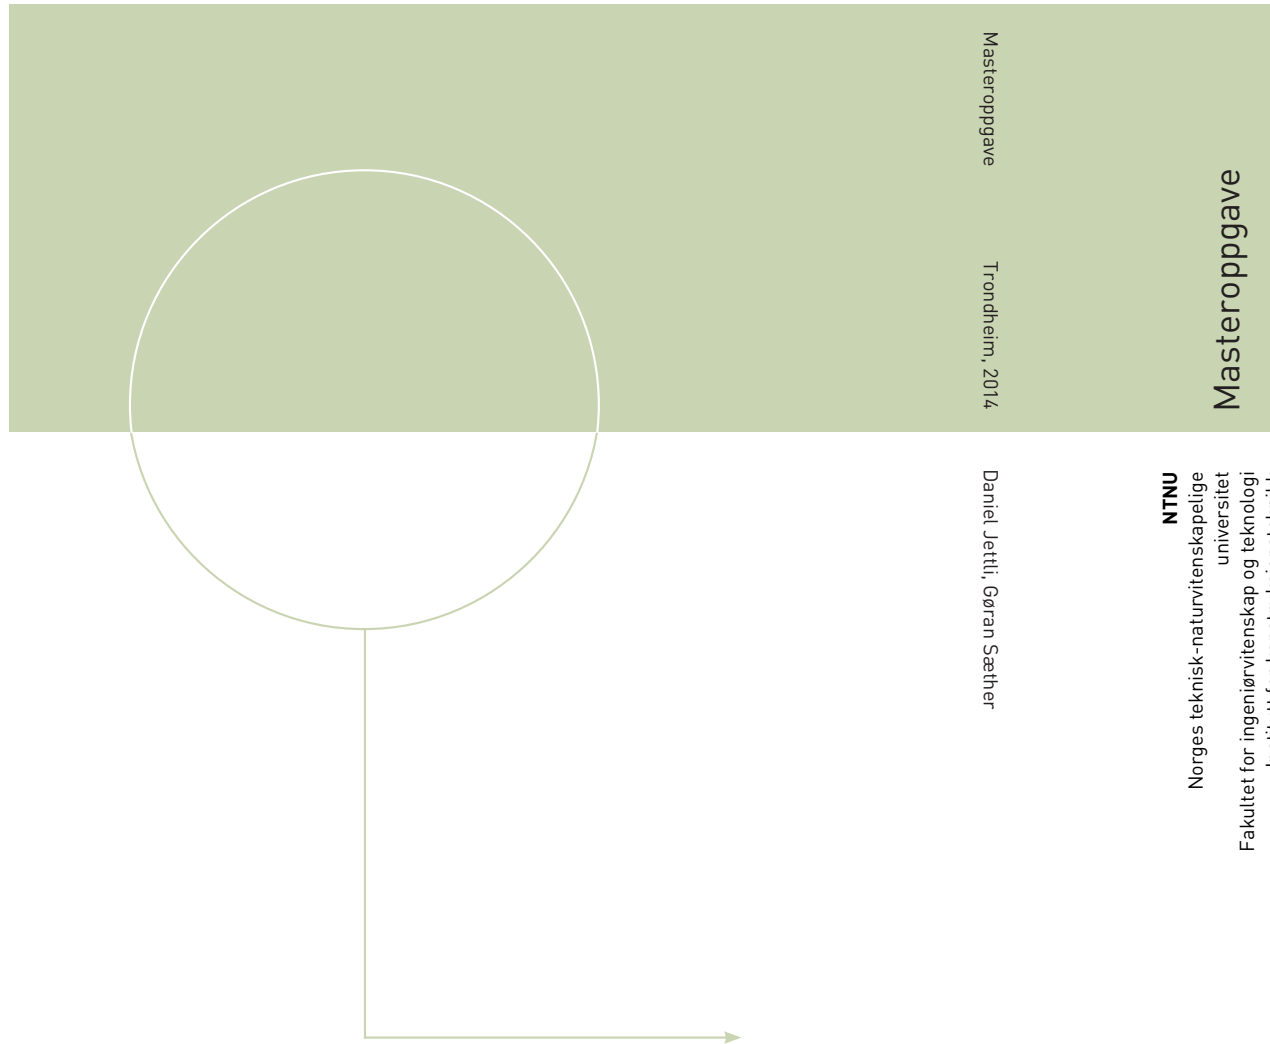 Masteroppgave
Trondheim, 2014
Daniel Jettli, Gøran Sæther
Masteroppgave
NTNU
Norges teknisk-naturvitenskapelige
universitet
Fakultet for ingeniørvitenskap og teknologi